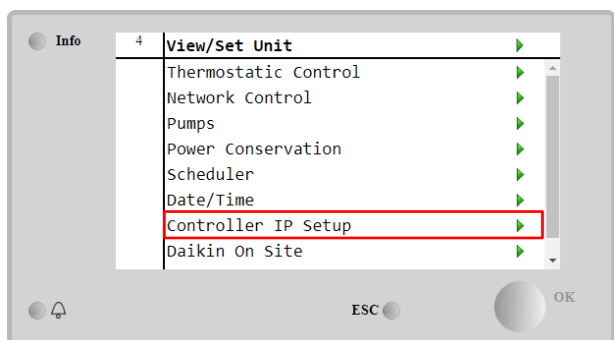 Info
4 View/Set Unit
Thermostatic Control
Network Control
Pumps
Power Conservation
Scheduler
Date/Time
Controller IP Setup
Daikin On Site
ESC
OK